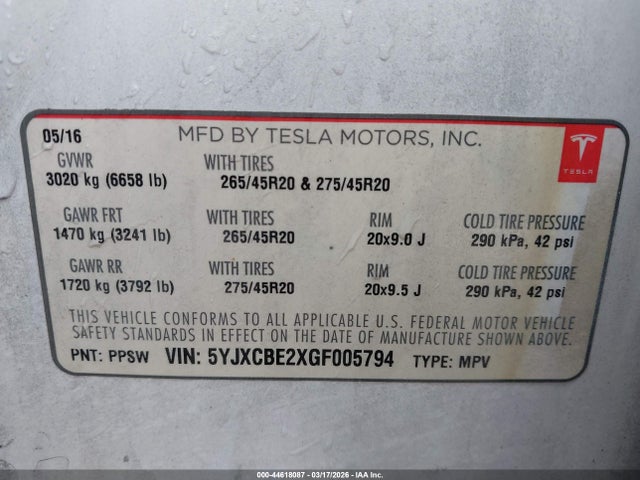 05/16 MFD BY TESLA MOTORS, INC.
TESLA
GVWR WITH TIRES
3020 kg (6658 lb) 265/45R20 & 275/45R20
GAWR FRT WITH TIRES RIM COLD TIRE PRESSURE
1470 kg (3241 lb) 265/45R20 20x9.0 J 290 kPa, 42 psi
GAWR RR WITH TIRES RIM COLD TIRE PRESSURE
1720 kg (3792 lb) 275/45R20 20x9.5 J 290 kPa, 42 psi
THIS VEHICLE CONFORMS TO ALL APPLICABLE U.S. FEDERAL MOTOR VEHICLE
SAFETY STANDARDS IN EFFECT ON THE DATE OF MANUFACTURE SHOWN ABOVE.
PNT: PPSW VIN: 5YJXCBE2XGF005794 TYPE: MPV
000-44618087 - 03/17/2026 - IAA Inc.